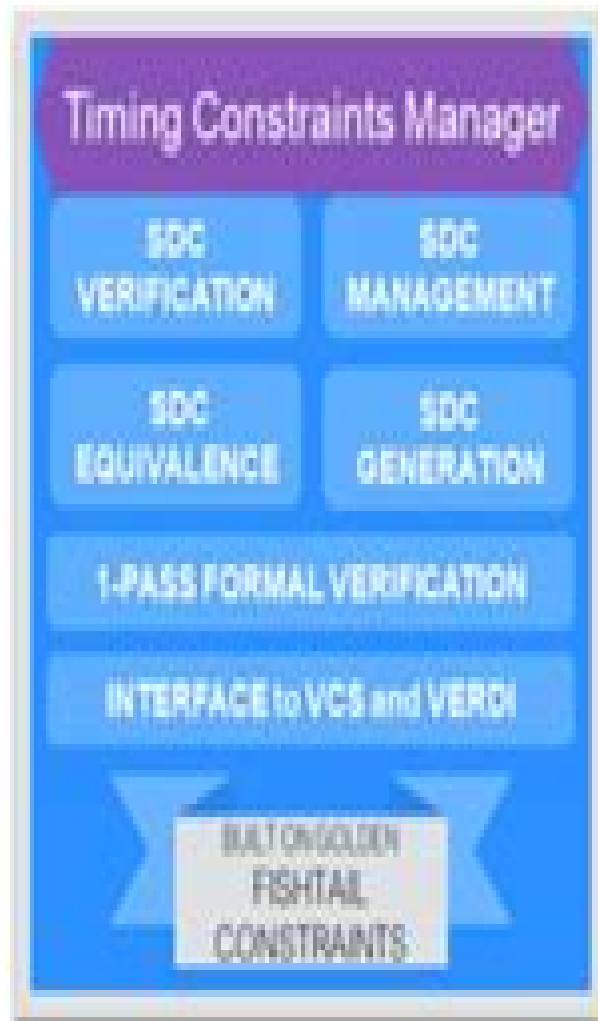 Timing Constraints Manager
SDC
VERIFICATION
SDC
MANAGEMENT
SDC
EQUIVALENCE
SDC
GENERATION
1-PASS FORMAL VERIFICATION
INTERFACE to VCS and VERDI
BUILT ON GOLDEN
FISHTAIL
CONSTRAINTS